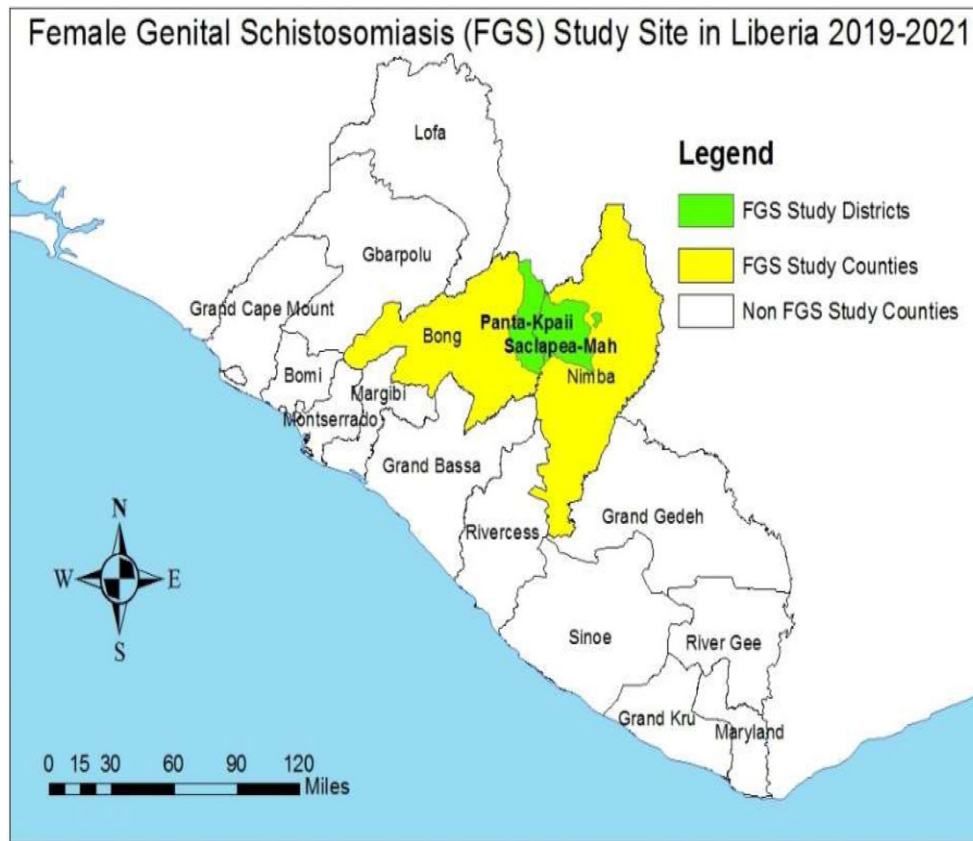 Female Genital Schistosomiasis (FGS) Study Site in Liberia 2019-2021
Lofa
Legend
FGS Study Districts
Gbarpolu
FGS Study Counties
Grand Cape Mount
Non FGS Study Counties
Panta-Kpaii
Bong
Saclapea-Mah
Bomi
Nimba
Margibi
Montserrado
Grand Bassa
Grand Gedeh
Rivercess
N
W E
S
Sinoe
River Gee
Grand Kru
Maryland
0 15 30 60 90 120
Miles